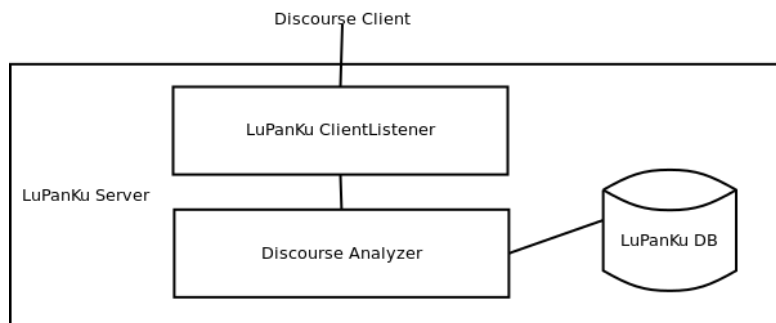 Discourse Client
LuPanKu ClientListener
LuPanKu Server
LuPanKu DB
Discourse Analyzer